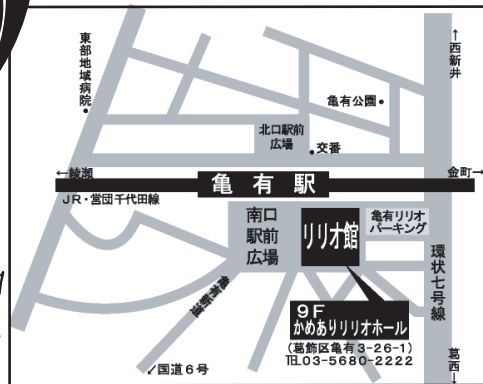 東部地域病院
↑西新井
亀有公園
北口駅前
広場
交番
←綾瀬
亀有駅
金町→
JR・営団千代田線
南口
駅前
広場
リリオ館
亀有リリオ
パーキング
環状七号線
亀有新道
9F
かめありリリオホール
(葛飾区亀有3-26-1)
TEL03-5680-2222
↙国道6号
葛西↓